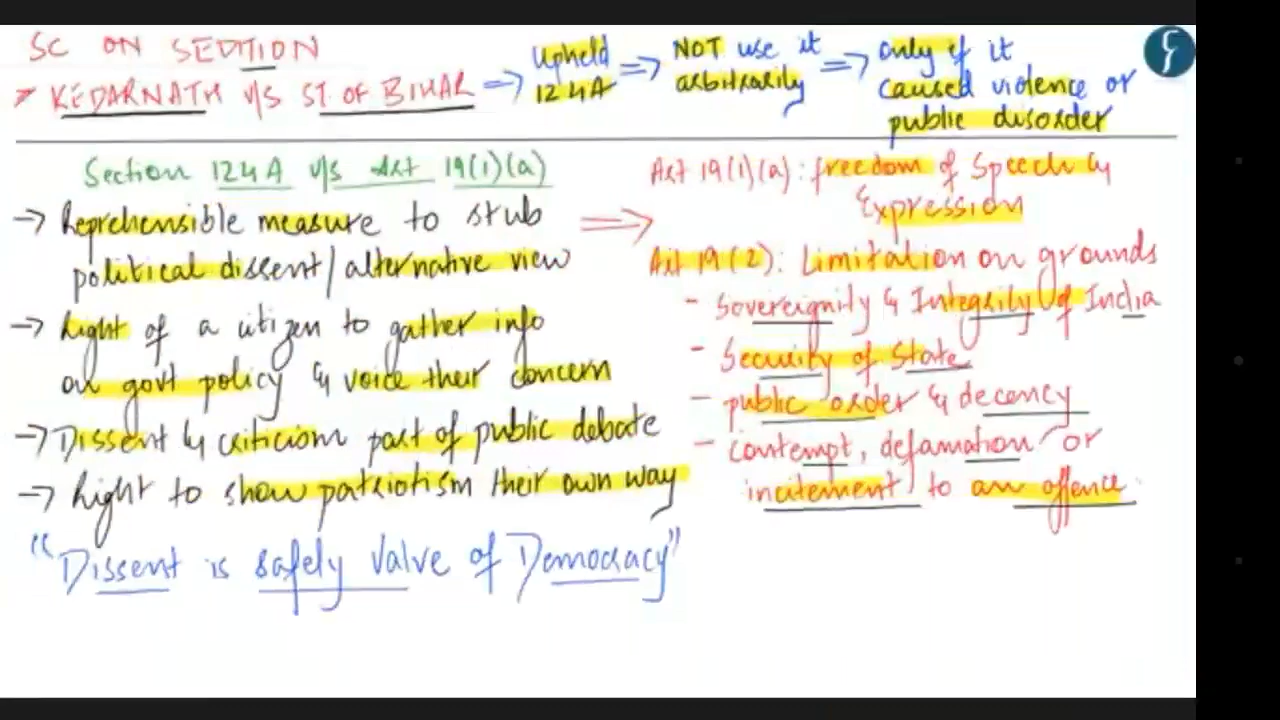 SC ON SEDITION
KEDARNATH V/S ST. OF BIHAR => Upheld 124A => NOT use it arbitrarily => only if it caused violence or public disorder
Section 124A v/s Art 19(1)(a)
-> Reprehensible measure to stub
political dissent / alternative view
-> Right of a citizen to gather info
on govt policy & voice their concern
-> Dissent & criticism part of public debate
-> Right to show patriotism their own way
"Dissent is safely valve of Democracy"
=> Art 19(1)(a): freedom of Speech &
Expression
Art 19(2): Limitation on grounds
- Sovereignity & Integrity of India
- Security of State
- public order & decency
- contempt, defamation or
incitement to an offence.